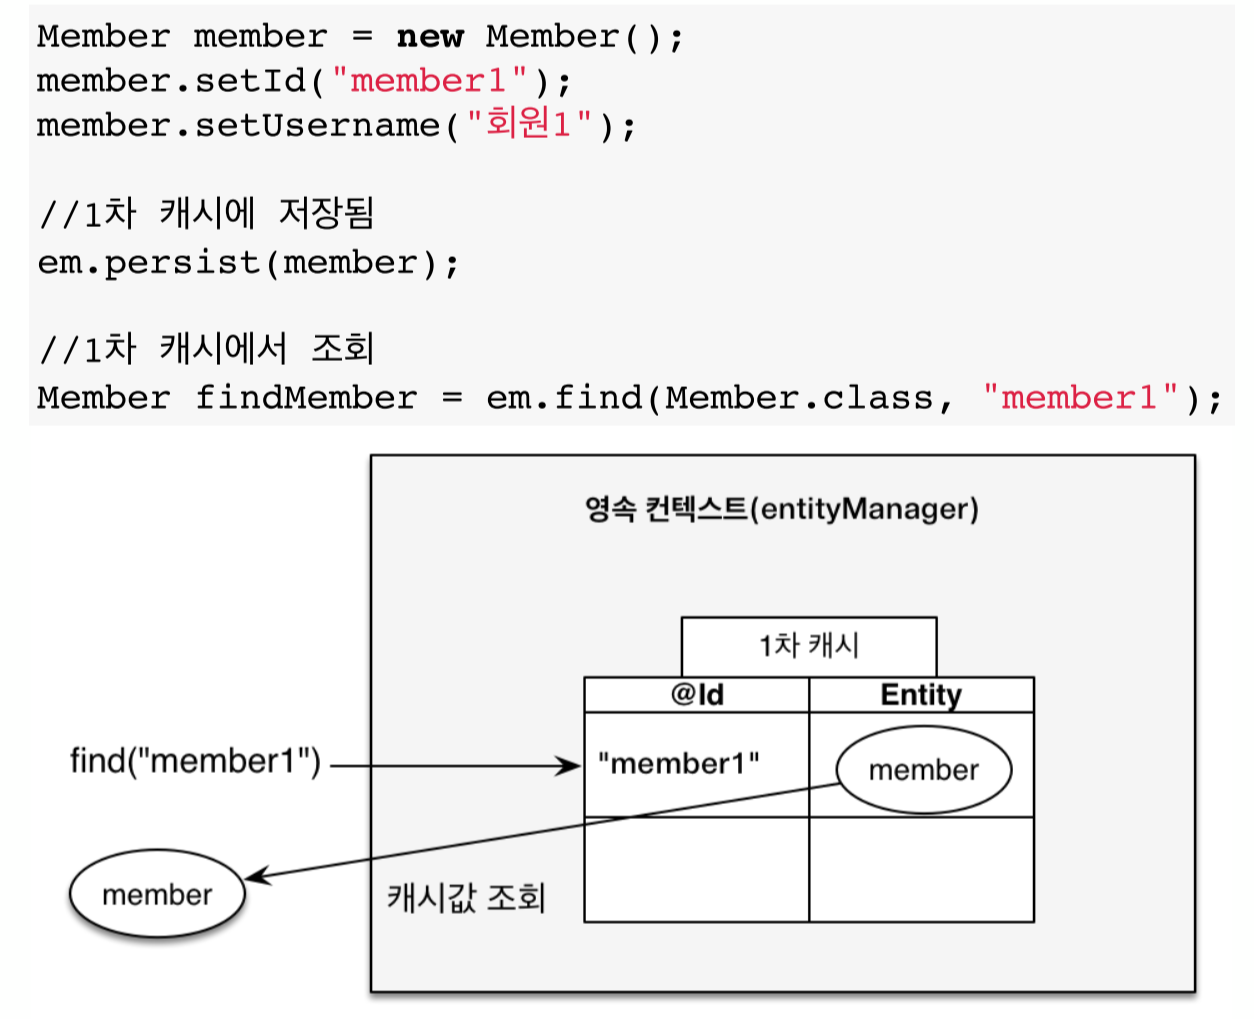 Member member = new Member();
member.setId("member1");
member.setUsername("회원1");
//1차 캐시에 저장됨
em.persist(member);
//1차 캐시에서 조회
Member findMember = em.find(Member.class, "member1");
영속 컨텍스트(entityManager)
1차 캐시
@Id Entity
find("member1") "member1" member
member
캐시값 조회